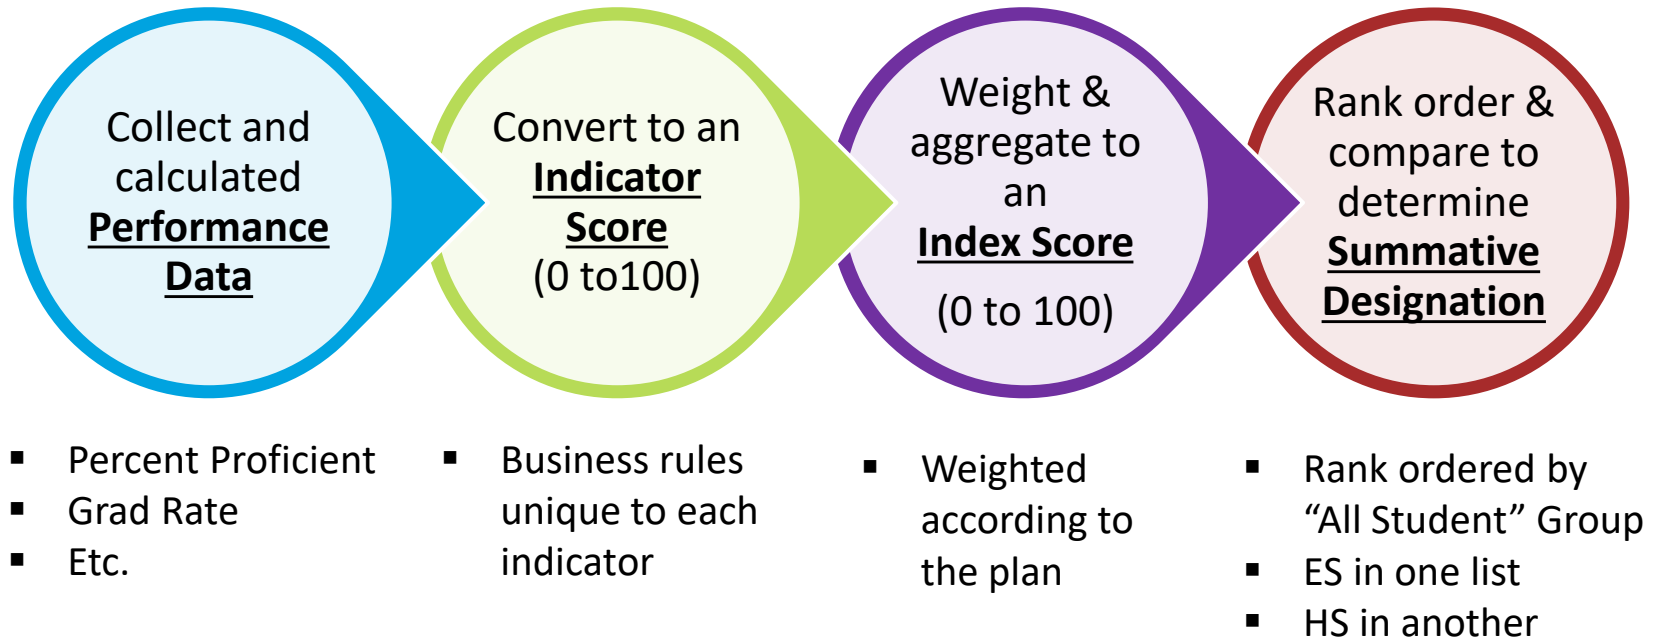 Collect and
calculated
Performance
Data
Convert to an
Indicator
Score
(0 to100)
Weight &
aggregate to
an
Index Score
(0 to 100)
Rank order &
compare to
determine
Summative
Designation
▪ Percent Proficient
▪ Grad Rate
▪ Etc.
▪ Business rules
unique to each
indicator
▪ Weighted
according to
the plan
▪ Rank ordered by
“All Student” Group
▪ ES in one list
▪ HS in another